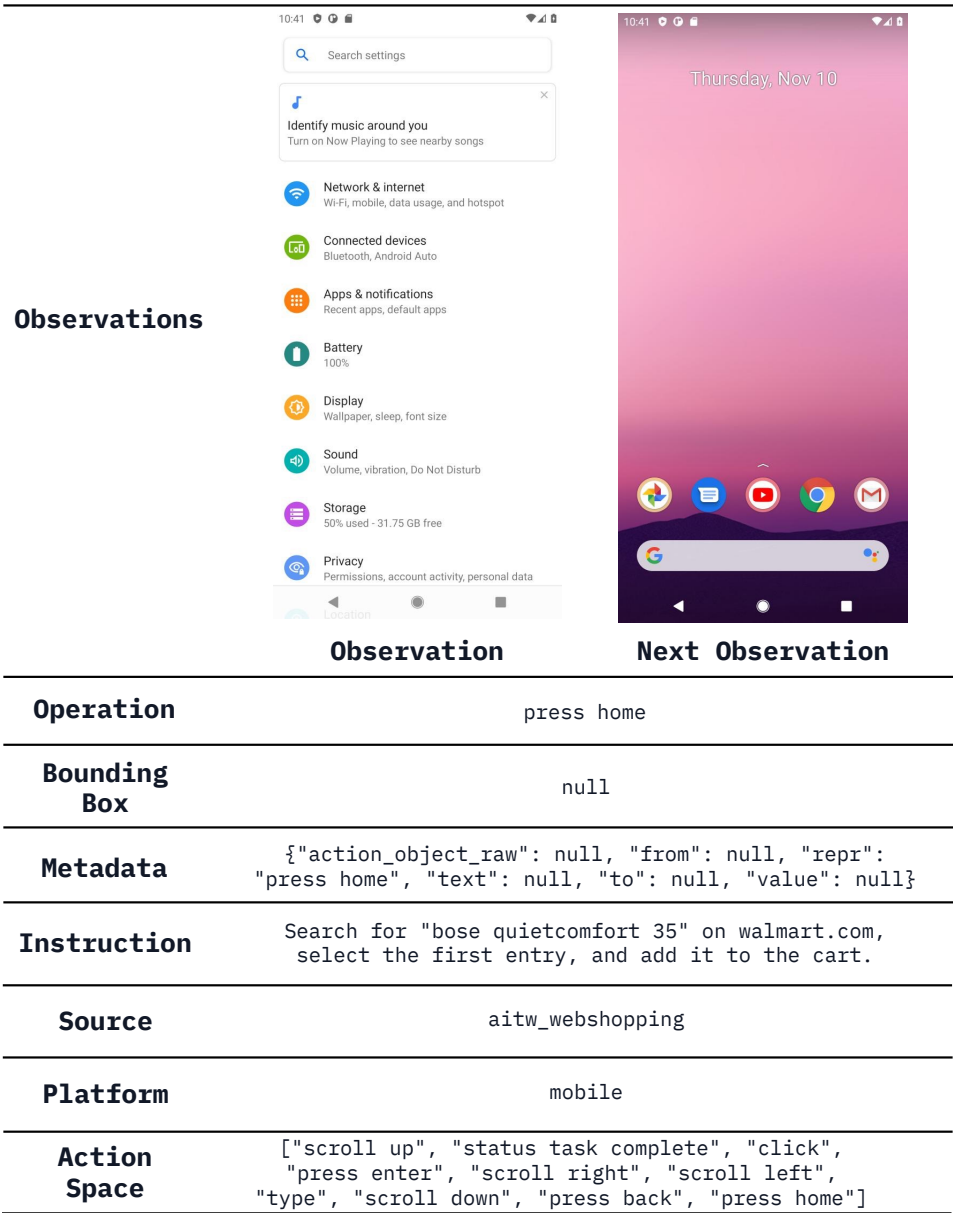 10:41
Search settings
Identify music around you
Turn on Now Playing to see nearby songs
Network & internet
Wi-Fi, mobile, data usage, and hotspot
Connected devices
Bluetooth, Android Auto
Apps & notifications
Recent apps, default apps
Battery
100%
Display
Wallpaper, sleep, font size
Sound
Volume, vibration, Do Not Disturb
Storage
50% used - 31.75 GB free
Privacy
Permissions, account activity, personal data
Location
10:41
Thursday, Nov 10
Observations
Observation
Next Observation
Operation
press home
Bounding
Box
null
Metadata
{"action_object_raw": null, "from": null, "repr":
"press home", "text": null, "to": null, "value": null}
Instruction
Search for "bose quietcomfort 35" on walmart.com,
select the first entry, and add it to the cart.
Source
aitw_webshopping
Platform
mobile
Action
Space
["scroll up", "status task complete", "click",
"press enter", "scroll right", "scroll left",
"type", "scroll down", "press back", "press home"]